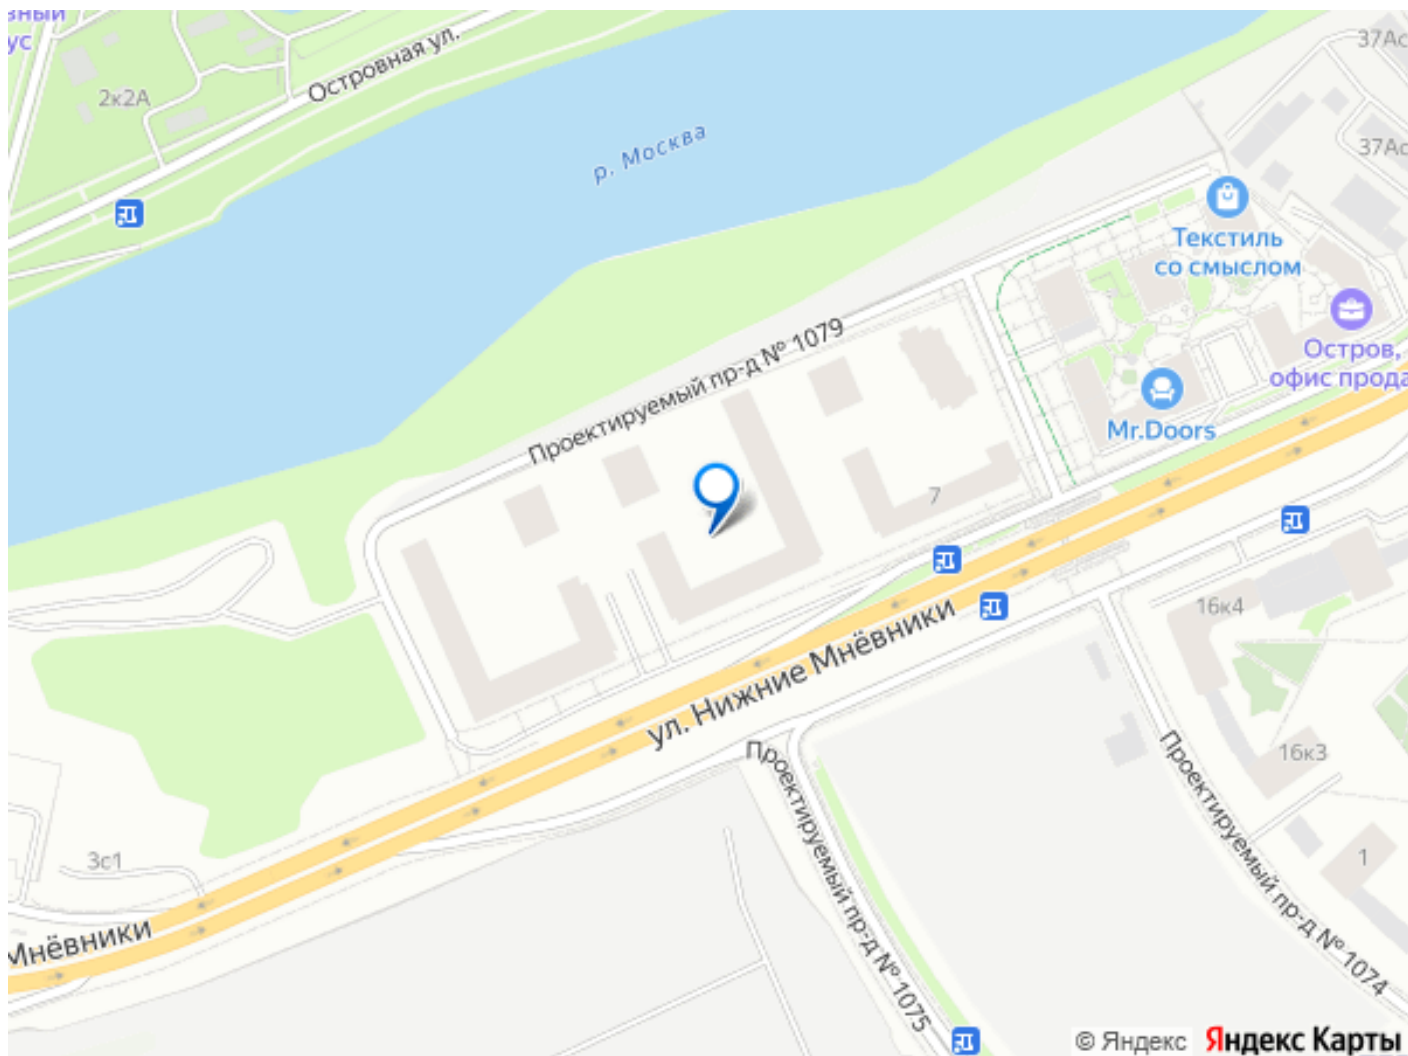 вный
ус
2к2А
Островная ул.
р. Москва
37Ас
37Ас
Текстиль
со смыслом
Остров,
офис прода
Mr.Doors
Проектируемый пр-д № 1079
7
ул. Нижние Мнёвники
16к4
16к3
1
Проектируемый пр-д № 1075
Проектируемый пр-д № 1074
3с1
Мнёвники
© Яндекс Яндекс Карты